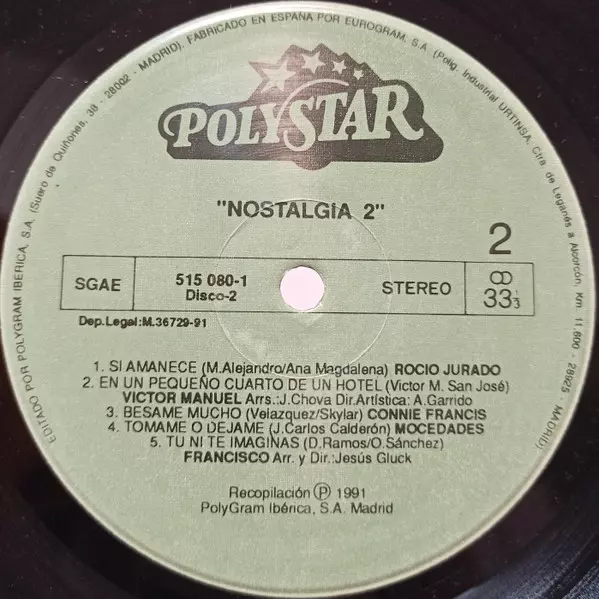 EDITADO POR POLYGRAM IBERICA, S.A. (Suero de Quiñones, 38 - 28002 - MADRID). FABRICADO EN ESPAÑA POR EUROGRAM, S.A. (Polig. Industrial URTINSA, Ctra de Leganés a Alcorcón, Km 11,600 - 28925 - MADRID)
POLYSTAR
"NOSTALGIA 2"
2
SGAE
515 080-1
Disco-2
STEREO
33⅓
Dep.Legal:M.36729-91
1. SI AMANECE (M.Alejandro/Ana Magdalena) ROCIO JURADO
2. EN UN PEQUEÑO CUARTO DE UN HOTEL (Victor M. San José)
VICTOR MANUEL Arrs.:J.Chova Dir.Artística: A.Garrido
3. BESAME MUCHO (Velazquez/Skylar) CONNIE FRANCIS
4. TOMAME O DEJAME (J.Carlos Calderón) MOCEDADES
5. TU NI TE IMAGINAS (D.Ramos/O.Sánchez)
FRANCISCO Arr. y Dir.:Jesús Gluck
Recopilación Ⓟ 1991
PolyGram Ibérica, S.A. Madrid